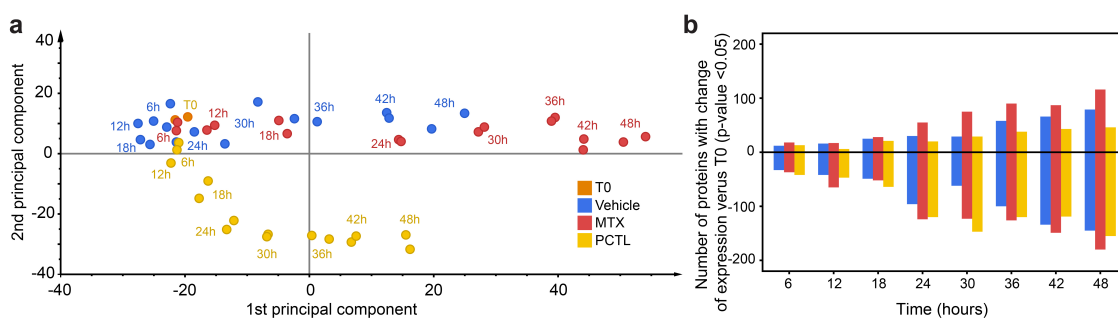 a
40
20
0
-20
-40
2nd principal component
6h
T0
12h
12h
6h
18h
24h
30h
18h
36h
42h
48h
36h
24h
30h
42h
48h
12h
6h
18h
24h
30h
36h
42h
48h
T0
Vehicle
MTX
PCTL
-40
-20
0
20
40
1st principal component
b
Number of proteins with change
of expression verus T0 (p-value <0.05)
200
100
0
-100
-200
6
12
18
24
30
36
42
48
Time (hours)